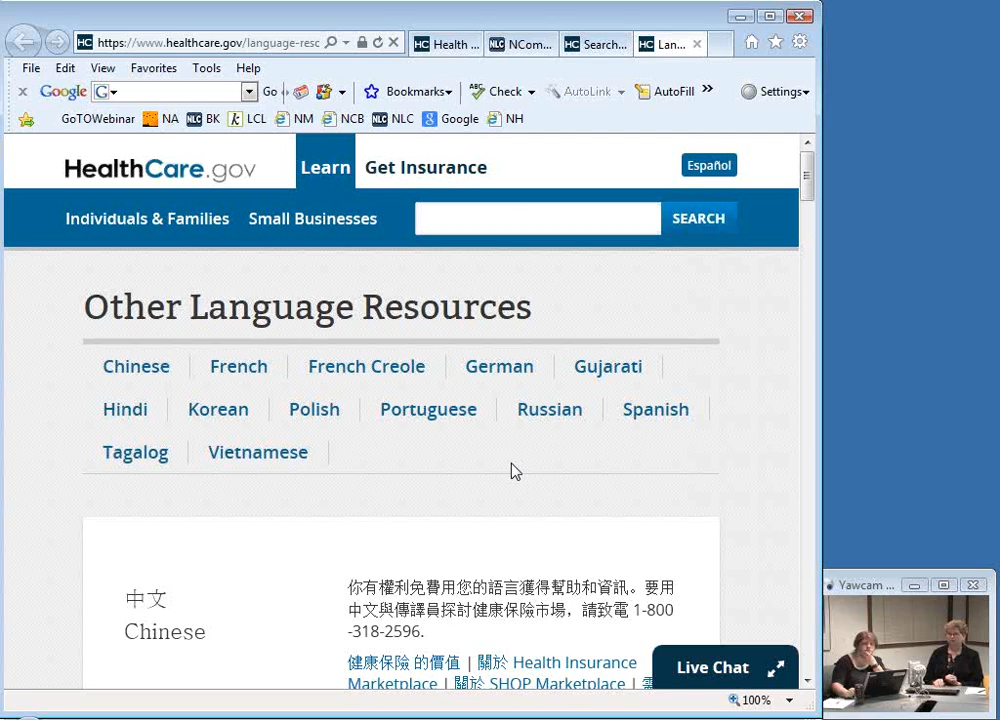 https://www.healthcare.gov/language-resc
Health ...
NCom...
Search...
Lan...
File Edit View Favorites Tools Help
Google G Go Bookmarks Check AutoLink AutoFill » Settings
GoTOWebinar NA BK LCL NM NCB NLC Google NH
HealthCare.gov Learn Get Insurance Español
Individuals & Families Small Businesses SEARCH
Other Language Resources
Chinese French French Creole German Gujarati
Hindi Korean Polish Portuguese Russian Spanish
Tagalog Vietnamese
中文
Chinese
你有權利免費用您的語言獲得幫助和資訊。要用
中文與傳譯員探討健康保險市場，請致電 1-800
-318-2596.
健康保險 的價值 | 關於 Health Insurance
Marketplace | 關於 SHOP Marketplace |
Live Chat
100%
Yawcam ...